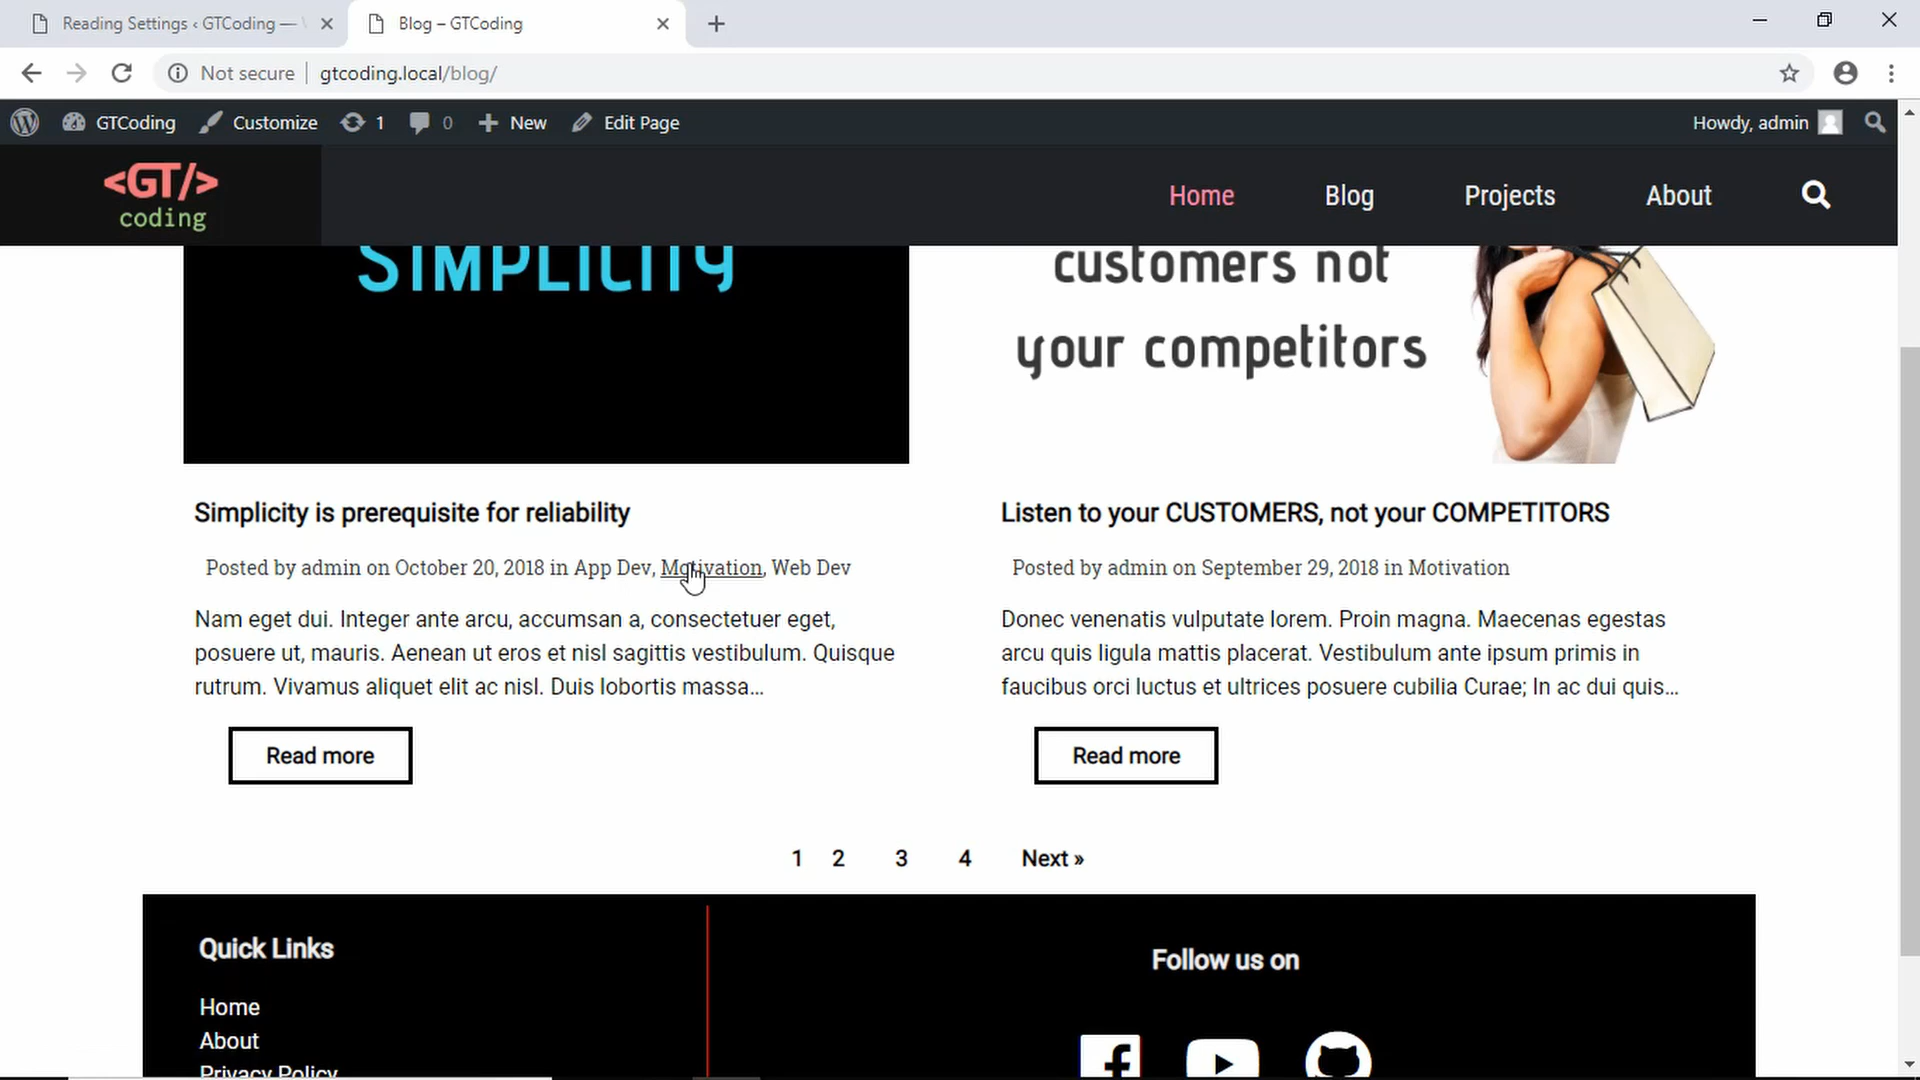 Reading Settings ‹ GTCoding —
Blog – GTCoding
Not secure
gtcoding.local/blog/
GTCoding
Customize
1
0
New
Edit Page
Howdy, admin
<GT/>
coding
Home
Blog
Projects
About
SIMPLICITY
customers not
your competitors
Simplicity is prerequisite for reliability
Posted by admin on October 20, 2018 in App Dev, Motivation, Web Dev
Nam eget dui. Integer ante arcu, accumsan a, consectetuer eget,
posuere ut, mauris. Aenean ut eros et nisl sagittis vestibulum. Quisque
rutrum. Vivamus aliquet elit ac nisl. Duis lobortis massa...
Read more
Listen to your CUSTOMERS, not your COMPETITORS
Posted by admin on September 29, 2018 in Motivation
Donec venenatis vulputate lorem. Proin magna. Maecenas egestas
arcu quis ligula mattis placerat. Vestibulum ante ipsum primis in
faucibus orci luctus et ultrices posuere cubilia Curae; In ac dui quis...
Read more
1 2 3 4 Next »
Quick Links
Home
About
Privacy Policy
Follow us on